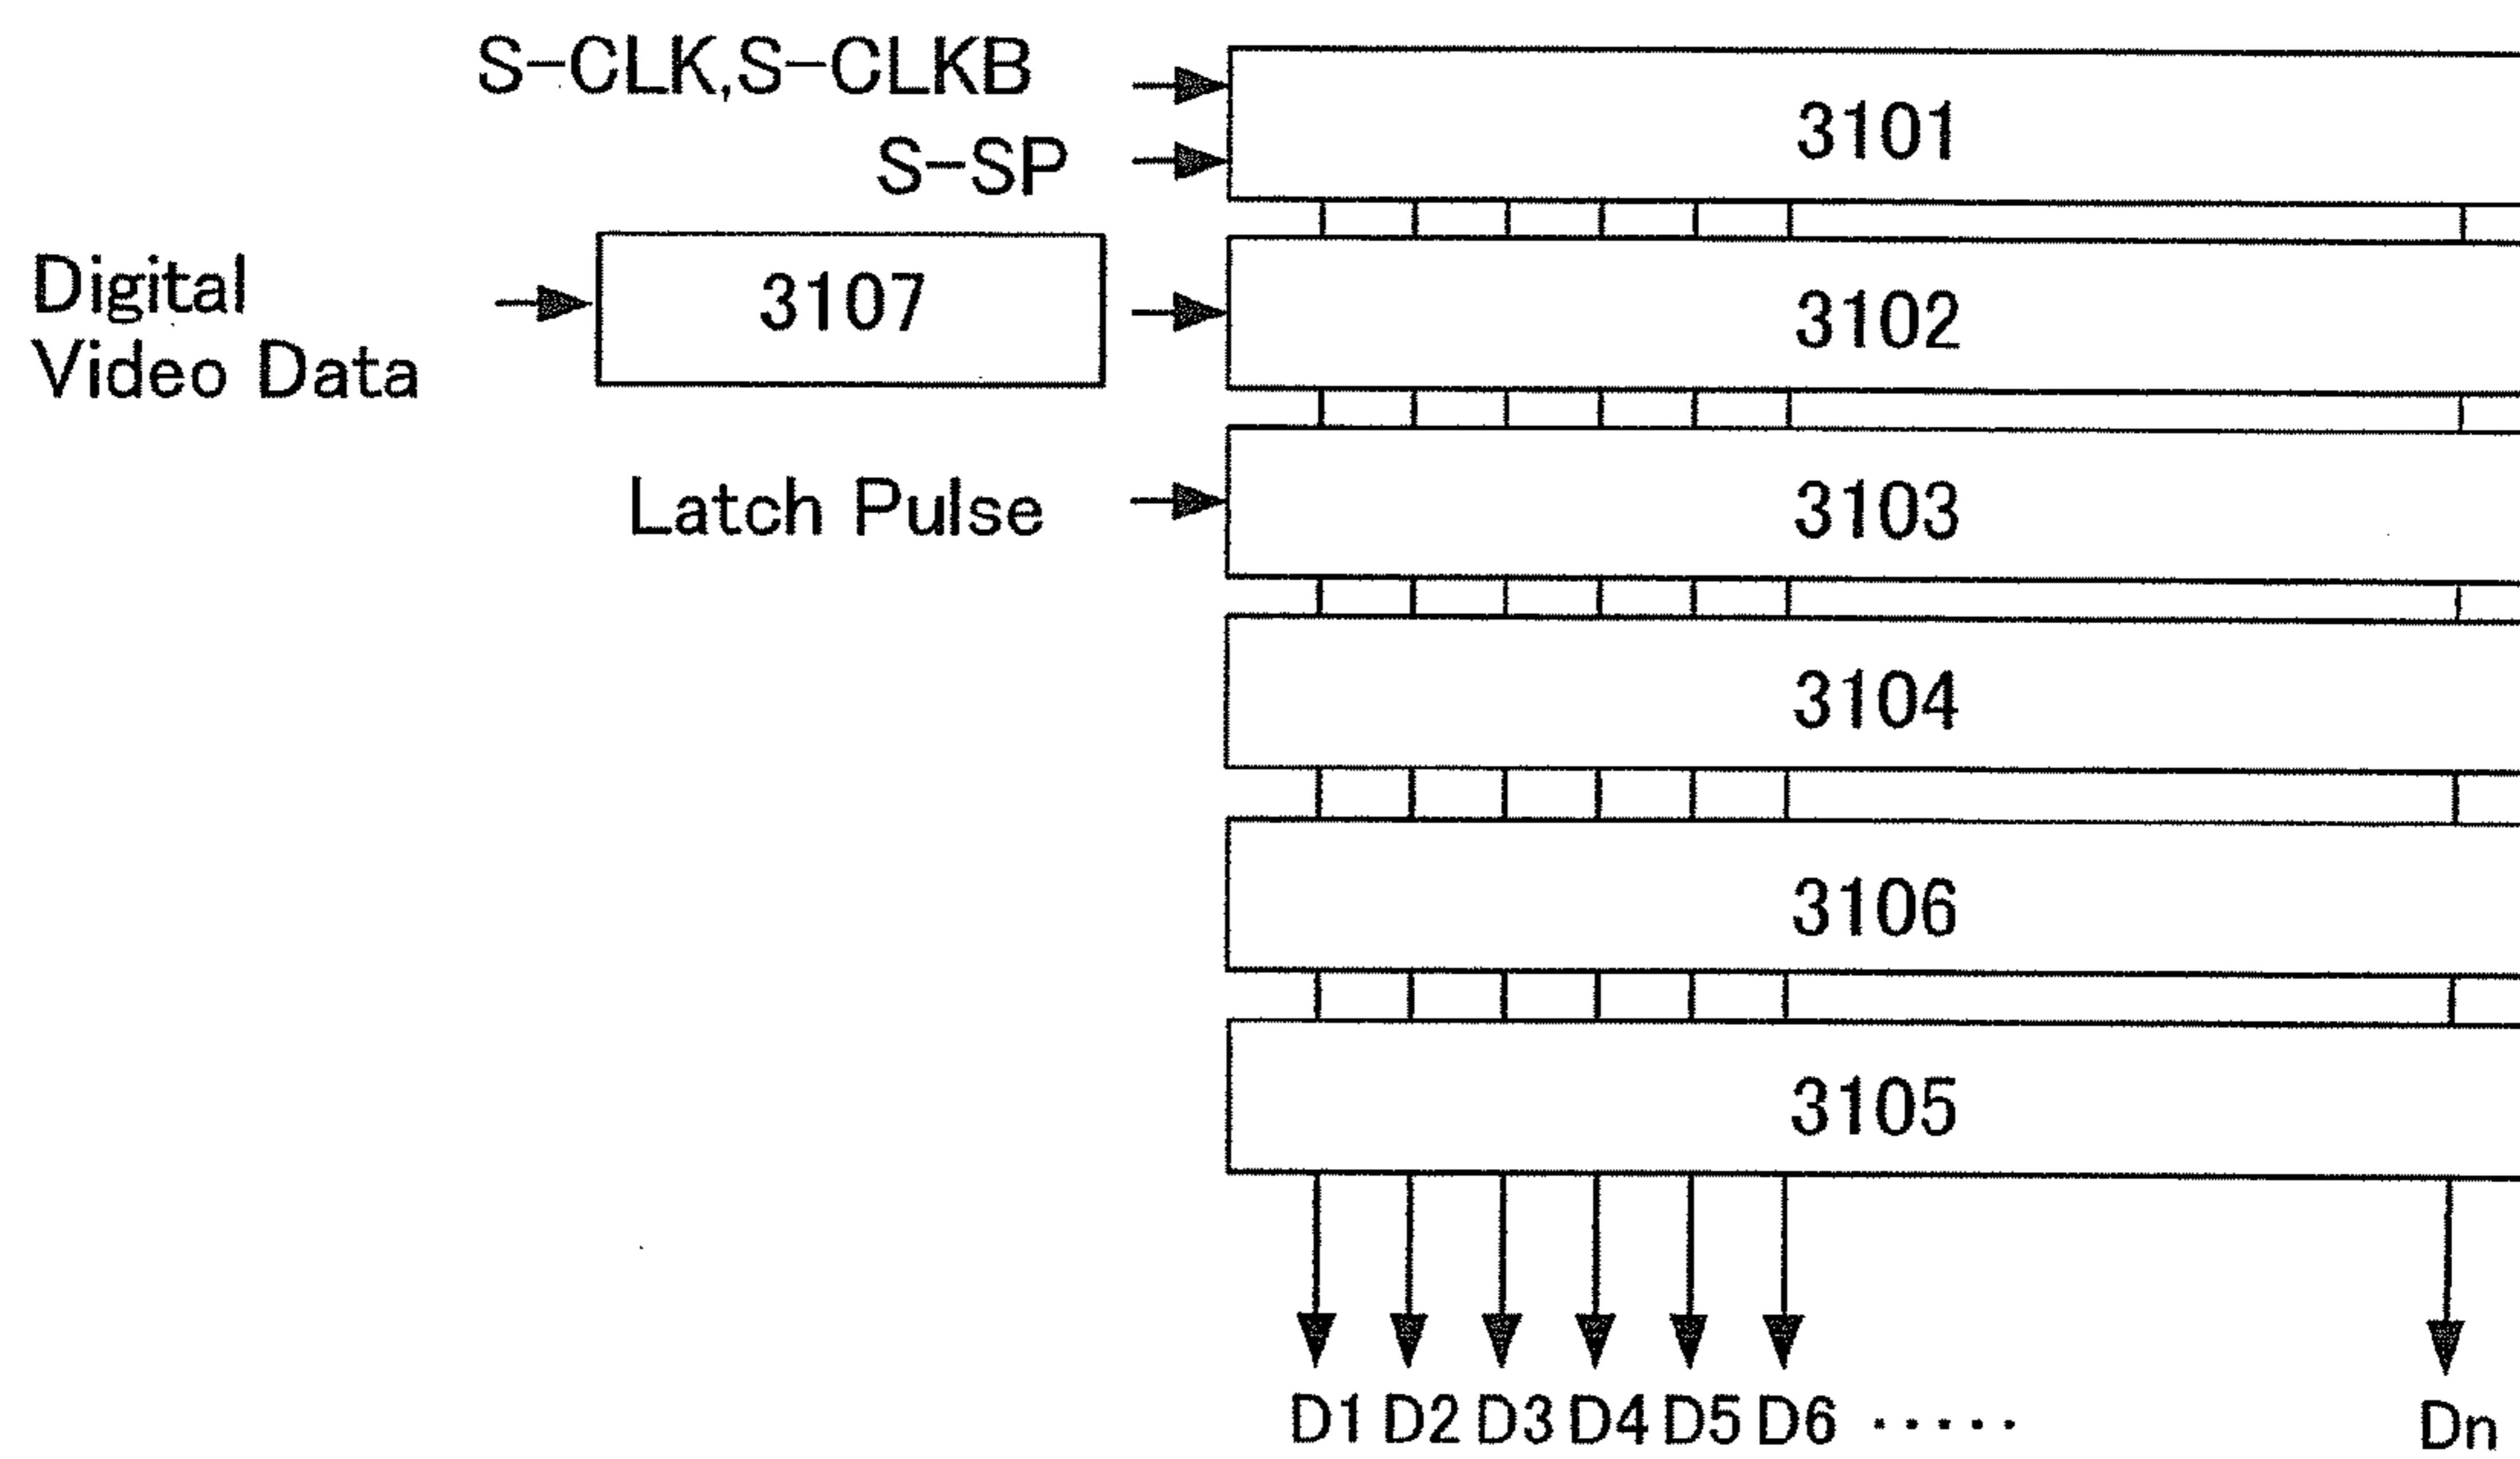 S-CLK,S-CLKB
3101
S-SP
Digital
Video Data
3107
3102
Latch Pulse
3103
3104
3106
3105
D1 D2 D3 D4 D5 D6 ····· Dn